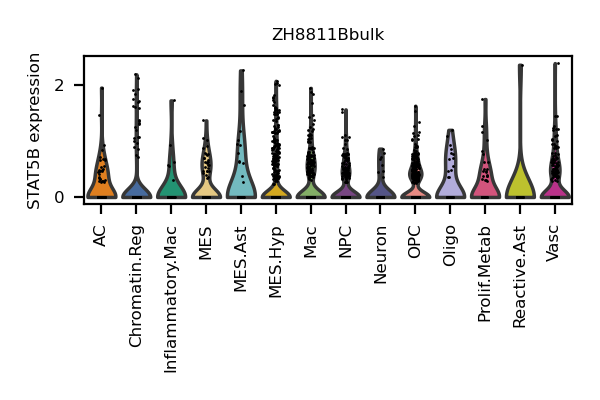 ZH8811Bbulk
STAT5B expression
2
0
AC
Chromatin.Reg
Inflammatory.Mac
MES
MES.Ast
MES.Hyp
Mac
NPC
Neuron
OPC
Oligo
Prolif.Metab
Reactive.Ast
Vasc